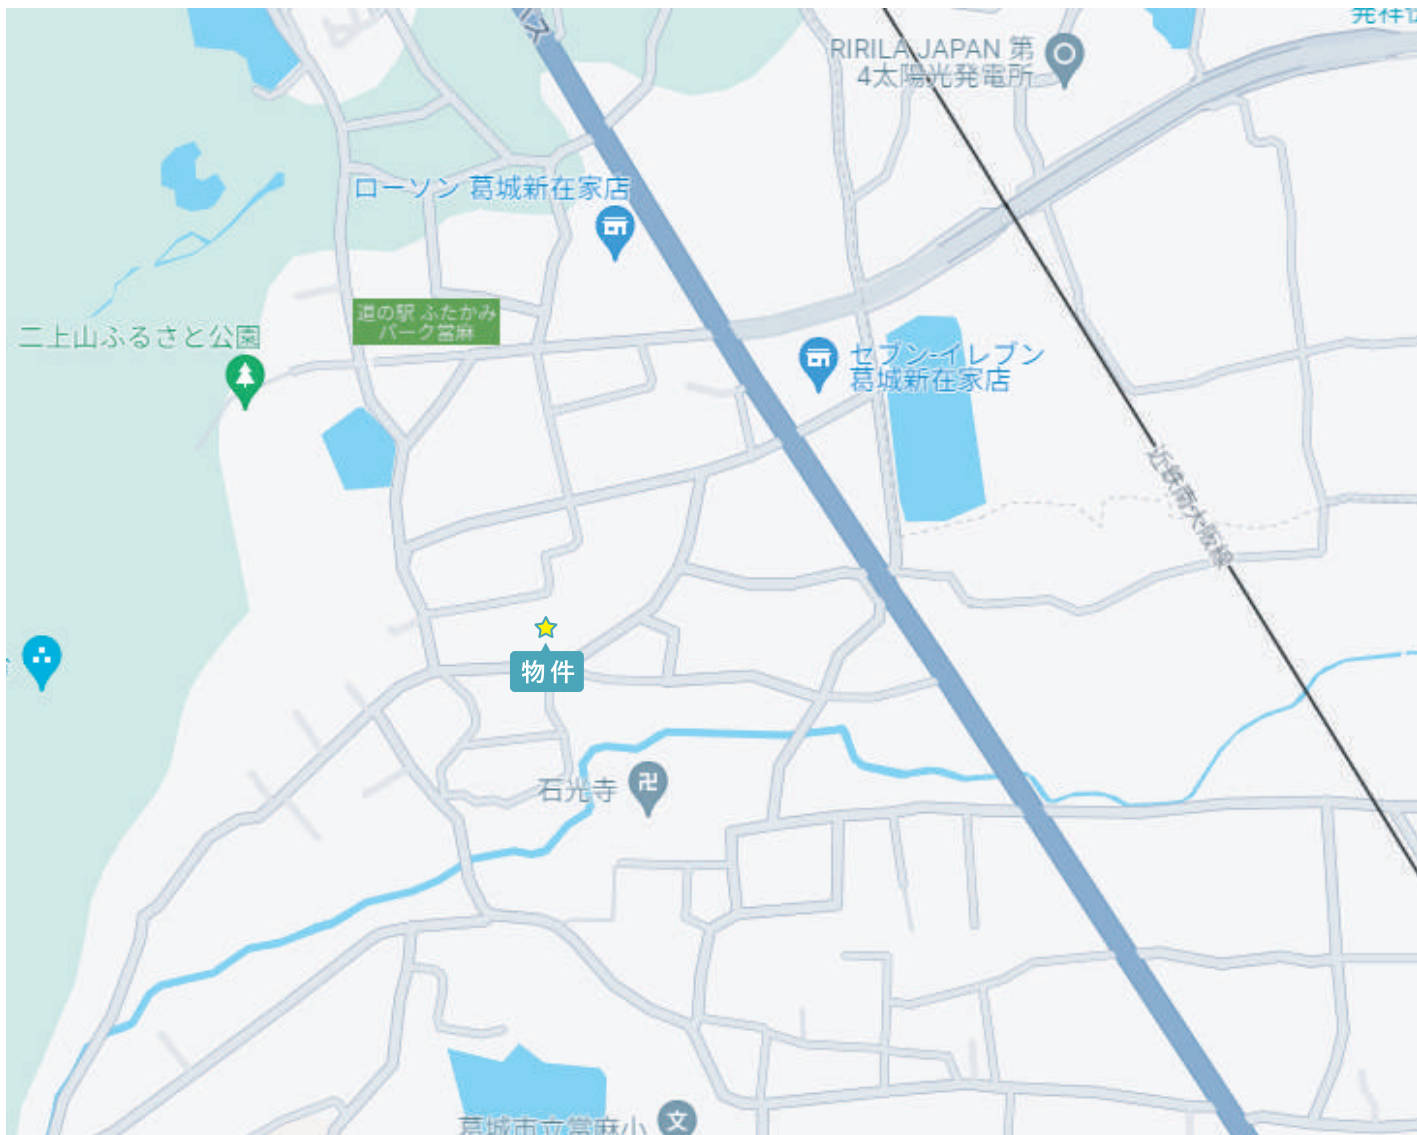 RIRILA JAPAN 第
4太陽光発電所
ローソン 葛城新在家店
道の駅 ふたかみ
パーク當麻
二上山ふるさと公園
セブン-イレブン
葛城新在家店
近鉄南大阪線
物件
石光寺
卍
葛城市立當麻小
文